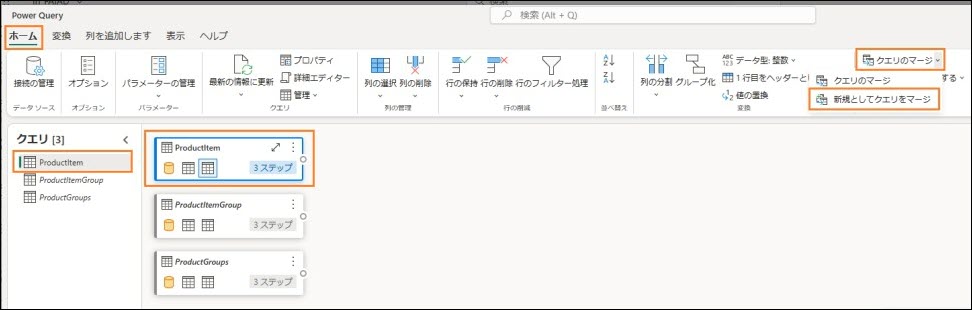 Power Query
検索 (Alt + Q)
ホーム 変換 列を追加します 表示 ヘルプ
接続の管理
データ ソース
オプション
オプション
パラメーターの管理
パラメーター
最新の情報に更新
プロパティ
詳細エディター
管理
クエリ
列の選択
列の削除
列の管理
行の保持
行の削除
行のフィルター処理
行の削減
並べ替え
列の分割
グループ化
データ型: 整数
1 行目をヘッダーと
値の置換
変換
クエリのマージ
クエリのマージ
新規としてクエリをマージ
する
クエリ [3]
ProductItem
ProductItemGroup
ProductGroups
ProductItem
3 ステップ
ProductItemGroup
3 ステップ
ProductGroups
3 ステップ